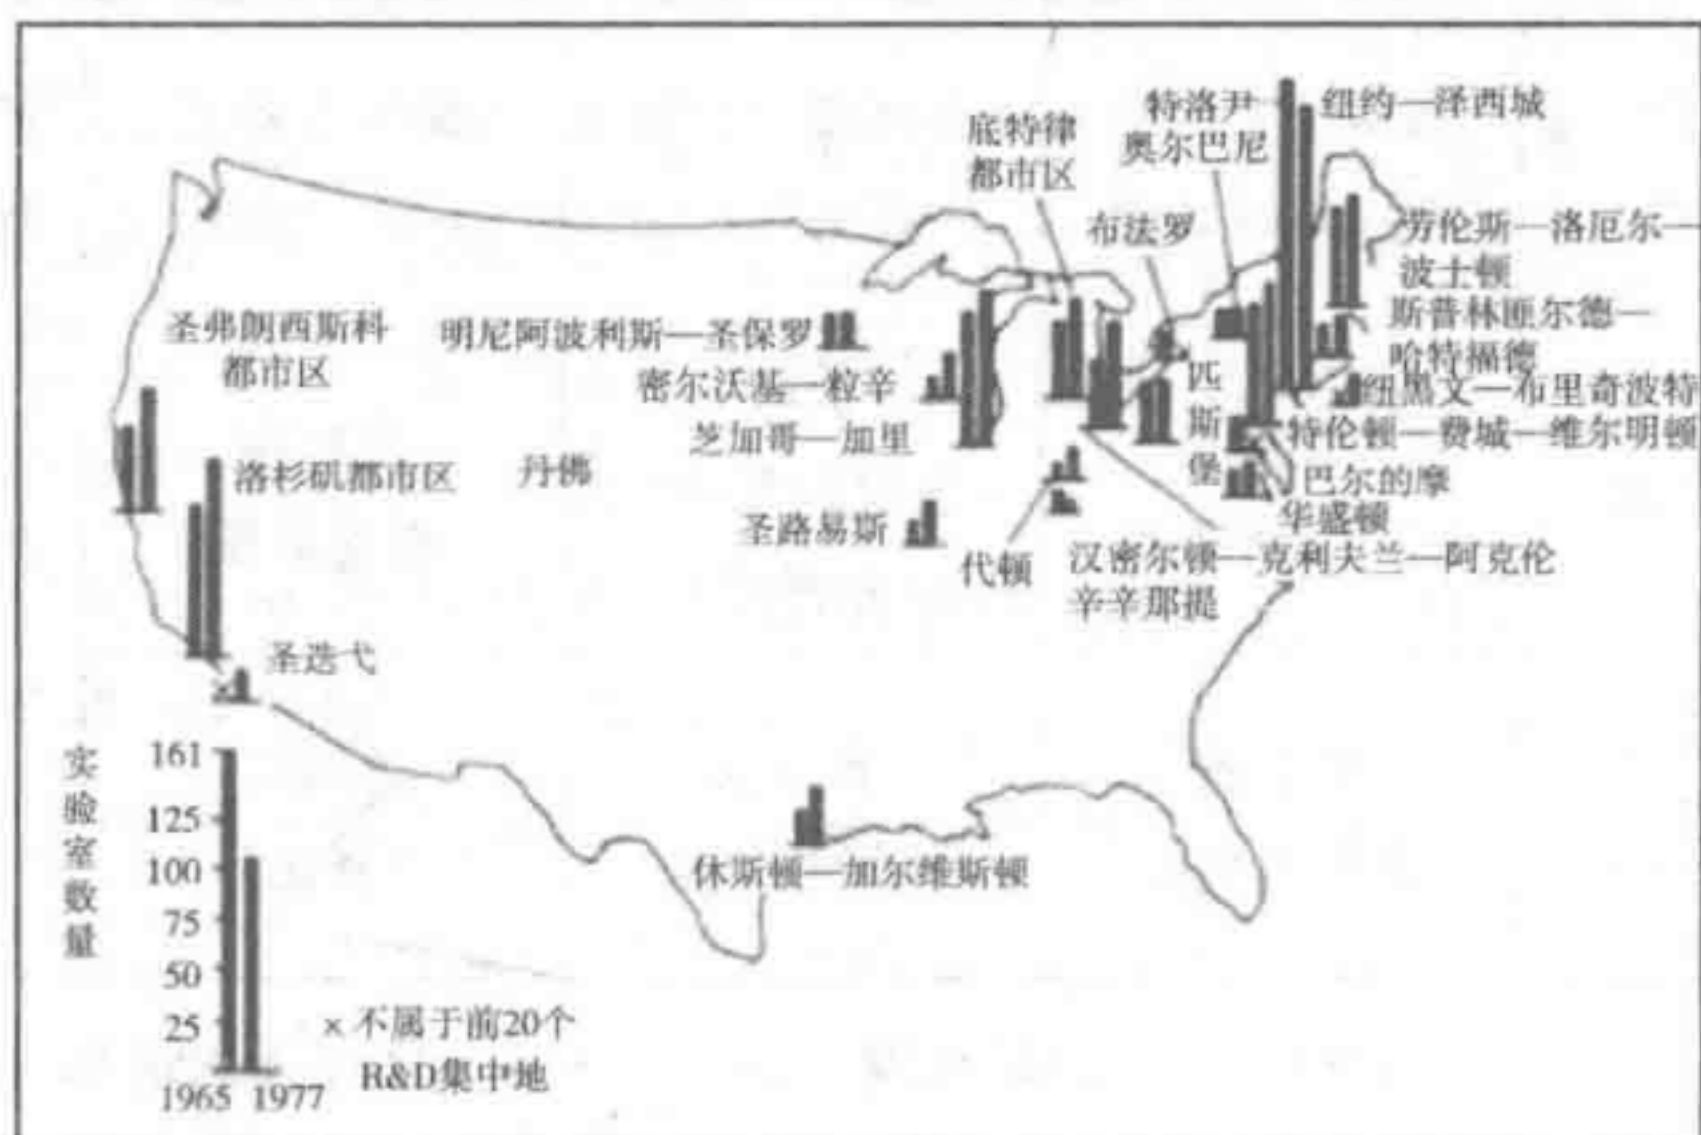 特洛尹
奥尔巴尼
纽约—泽西城
底特律
都市区
布法罗
劳伦斯—洛厄尔—
波士顿
斯普林匝尔德—
哈特福德
纽黑文—布里奇波特
特伦顿—费城—维尔明顿
巴尔的摩
华盛顿
匹
斯
堡
圣弗朗西斯科
都市区
明尼阿波利斯—圣保罗
密尔沃基—粒辛
芝加哥—加里
洛杉矶都市区
丹佛
圣路易斯
代顿
汉密尔顿—克利夫兰—阿克伦
辛辛那提
圣迭戈
休斯顿—加尔维斯顿
实
验
室
数
量
161
125
100
75
50
25
1965 1977
× 不属于前20个
R&D集中地